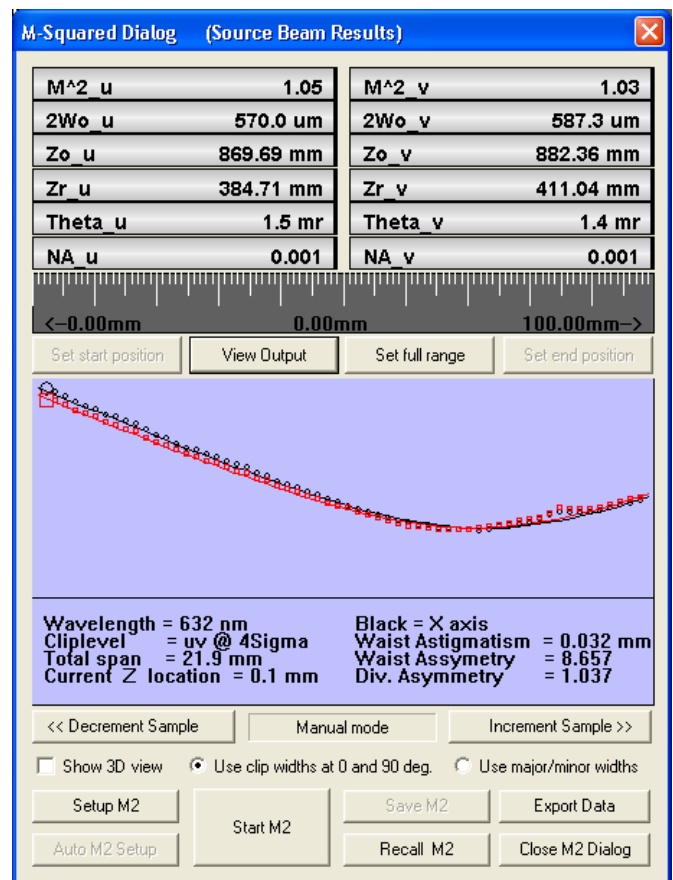 M-Squared Dialog (Source Beam Results)
M^2_u 1.05 M^2_v 1.03
2Wo_u 570.0 um 2Wo_v 587.3 um
Zo_u 869.69 mm Zo_v 882.36 mm
Zr_u 384.71 mm Zr_v 411.04 mm
Theta_u 1.5 mr Theta_v 1.4 mr
NA_u 0.001 NA_v 0.001
<-0.00mm 0.00mm 100.00mm->
Set start position View Output Set full range Set end position
Wavelength = 632 nm Black = X axis
Cliplevel = uv @ 4Sigma Waist Astigmatism = 0.032 mm
Total span = 21.9 mm Waist Assymetry = 8.657
Current Z location = 0.1 mm Div. Asymmetry = 1.037
<< Decrement Sample Manual mode Increment Sample >>
Show 3D view Use clip widths at 0 and 90 deg. Use major/minor widths
Setup M2 Start M2 Save M2 Export Data
Auto M2 Setup Recall M2 Close M2 Dialog